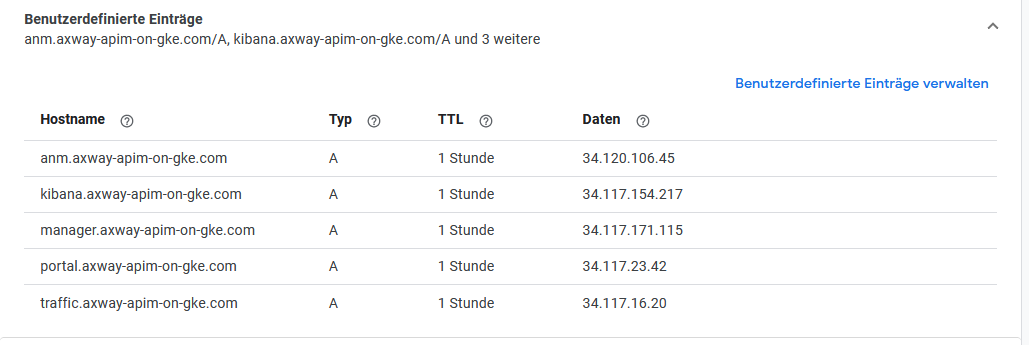 Benutzerdefinierte Einträge
anm.axway-apim-on-gke.com/A, kibana.axway-apim-on-gke.com/A und 3 weitere
Benutzerdefinierte Einträge verwalten
Hostname Typ TTL Daten
anm.axway-apim-on-gke.com A 1 Stunde 34.120.106.45
kibana.axway-apim-on-gke.com A 1 Stunde 34.117.154.217
manager.axway-apim-on-gke.com A 1 Stunde 34.117.171.115
portal.axway-apim-on-gke.com A 1 Stunde 34.117.23.42
traffic.axway-apim-on-gke.com A 1 Stunde 34.117.16.20